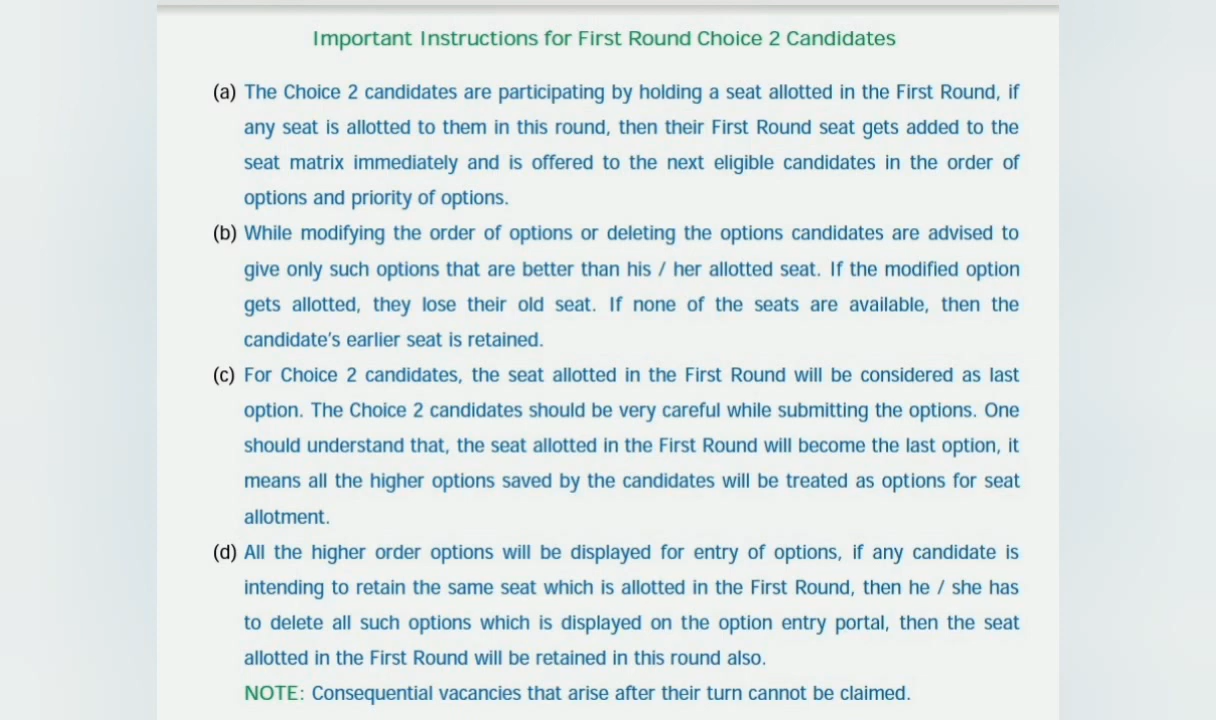 Important Instructions for First Round Choice 2 Candidates
(a) The Choice 2 candidates are participating by holding a seat allotted in the First Round, if
any seat is allotted to them in this round, then their First Round seat gets added to the
seat matrix immediately and is offered to the next eligible candidates in the order of
options and priority of options.
(b) While modifying the order of options or deleting the options candidates are advised to
give only such options that are better than his / her allotted seat. If the modified option
gets allotted, they lose their old seat. If none of the seats are available, then the
candidate's earlier seat is retained.
(c) For Choice 2 candidates, the seat allotted in the First Round will be considered as last
option. The Choice 2 candidates should be very careful while submitting the options. One
should understand that, the seat allotted in the First Round will become the last option, it
means all the higher options saved by the candidates will be treated as options for seat
allotment.
(d) All the higher order options will be displayed for entry of options, if any candidate is
intending to retain the same seat which is allotted in the First Round, then he / she has
to delete all such options which is displayed on the option entry portal, then the seat
allotted in the First Round will be retained in this round also.
NOTE: Consequential vacancies that arise after their turn cannot be claimed.